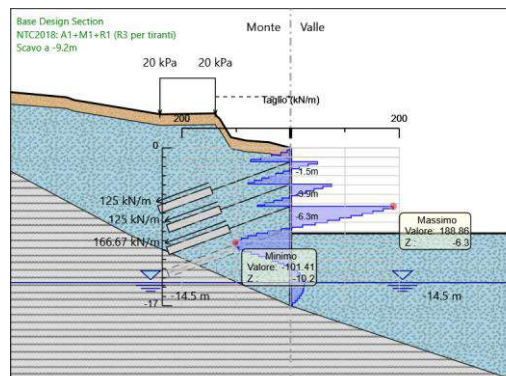 Base Design Section
NTC2018: A1+M1+R1 (R3 per tiranti)
Scavo a -9.2m
Monte
Valle
20 kPa
20 kPa
Taglio (kN/m)
200
200
0
-1.5m
-3.9m
-6.3m
125 kN/m
125 kN/m
166.67 kN/m
Massimo
Valore: 188.86
Z : -6.3
Minimo
Valore: -101.41
Z : -10.2
-14.5 m
-14.5 m
-17